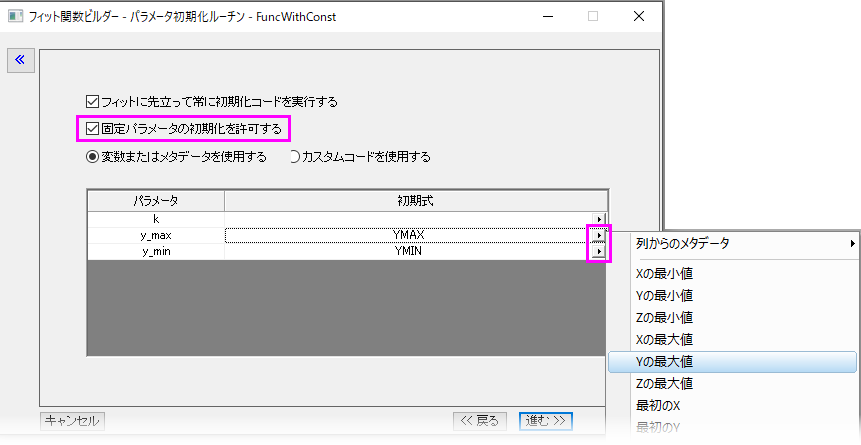 フィット関数ビルダー - パラメータ初期化ルーチン - FuncWithConst
フィットに先立って常に初期化コードを実行する
固定パラメータの初期化を許可する
変数またはメタデータを使用する カスタムコードを使用する
パラメータ 初期式
k
y_max YMAX
y_min YMIN
列からのメタデータ
Xの最小値
Yの最小値
Zの最小値
Xの最大値
Yの最大値
Zの最大値
最初のX
最初のY
キャンセル << 戻る 進む >>